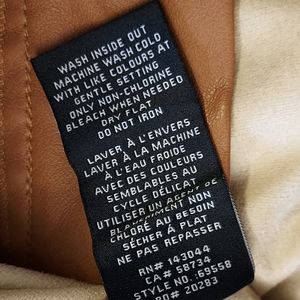 WASH INSIDE OUT
MACHINE WASH COLD
WITH LIKE COLOURS AT
GENTLE SETTING
ONLY NON-CHLORINE
BLEACH WHEN NEEDED
DRY FLAT
DO NOT IRON
LAVER À L'ENVERS
LAVER À LA MACHINE
À L'EAU FROIDE
AVEC DES COULEURS
SEMBLABLES AU
CYCLE DÉLICAT
UTILISER UN AGENT DE
BLANCHIMENT NON
CHLORÉ AU BESOIN
SÉCHER À PLAT
NE PAS REPASSER
RN# 143044
CA# 58734
STYLE NO.:69558
PO# 20283